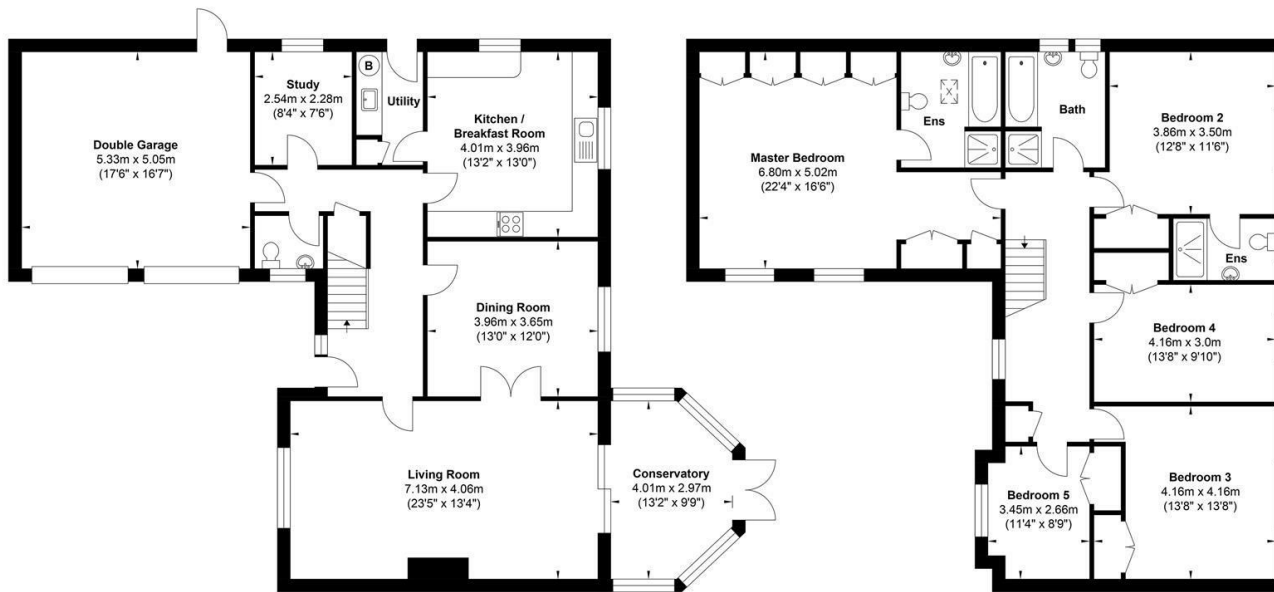 Double Garage
5.33m x 5.05m
(17'6" x 16'7")
Study
2.54m x 2.28m
(8'4" x 7'6")
B
Utility
Kitchen /
Breakfast Room
4.01m x 3.96m
(13'2" x 13'0")
Dining Room
3.96m x 3.65m
(13'0" x 12'0")
Living Room
7.13m x 4.06m
(23'5" x 13'4")
Conservatory
4.01m x 2.97m
(13'2" x 9'9")
Master Bedroom
6.80m x 5.02m
(22'4" x 16'6")
Ens
Bath
Bedroom 2
3.86m x 3.50m
(12'8" x 11'6")
Ens
Bedroom 4
4.16m x 3.0m
(13'8" x 9'10")
Bedroom 3
4.16m x 4.16m
(13'8" x 13'8")
Bedroom 5
3.45m x 2.66m
(11'4" x 8'9")